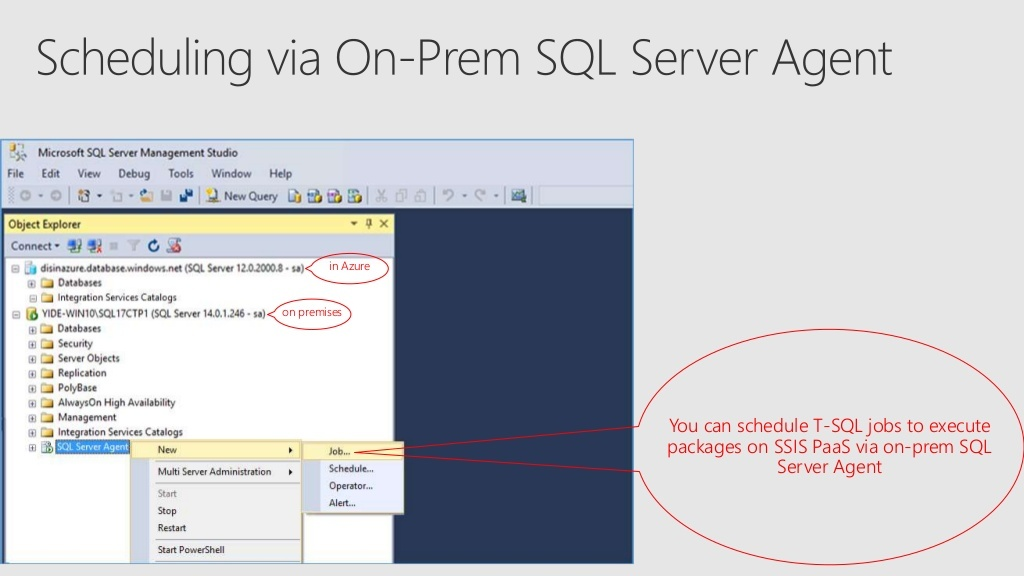 Scheduling via On-Prem SQL Server Agent
Microsoft SQL Server Management Studio
File Edit View Debug Tools Window Help
New Query
Object Explorer
Connect
disinazure.database.windows.net (SQL Server 12.0.2000.8 - sa)
in Azure
Databases
Integration Services Catalogs
YIDE-WIN10\SQL17CTP1 (SQL Server 14.0.1.246 - sa)
on premises
Databases
Security
Server Objects
Replication
PolyBase
AlwaysOn High Availability
Management
Integration Services Catalogs
SQL Server Agent
New
Multi Server Administration
Start
Stop
Restart
Start PowerShell
Job...
Schedule...
Operator...
Alert...
You can schedule T-SQL jobs to execute
packages on SSIS PaaS via on-prem SQL
Server Agent